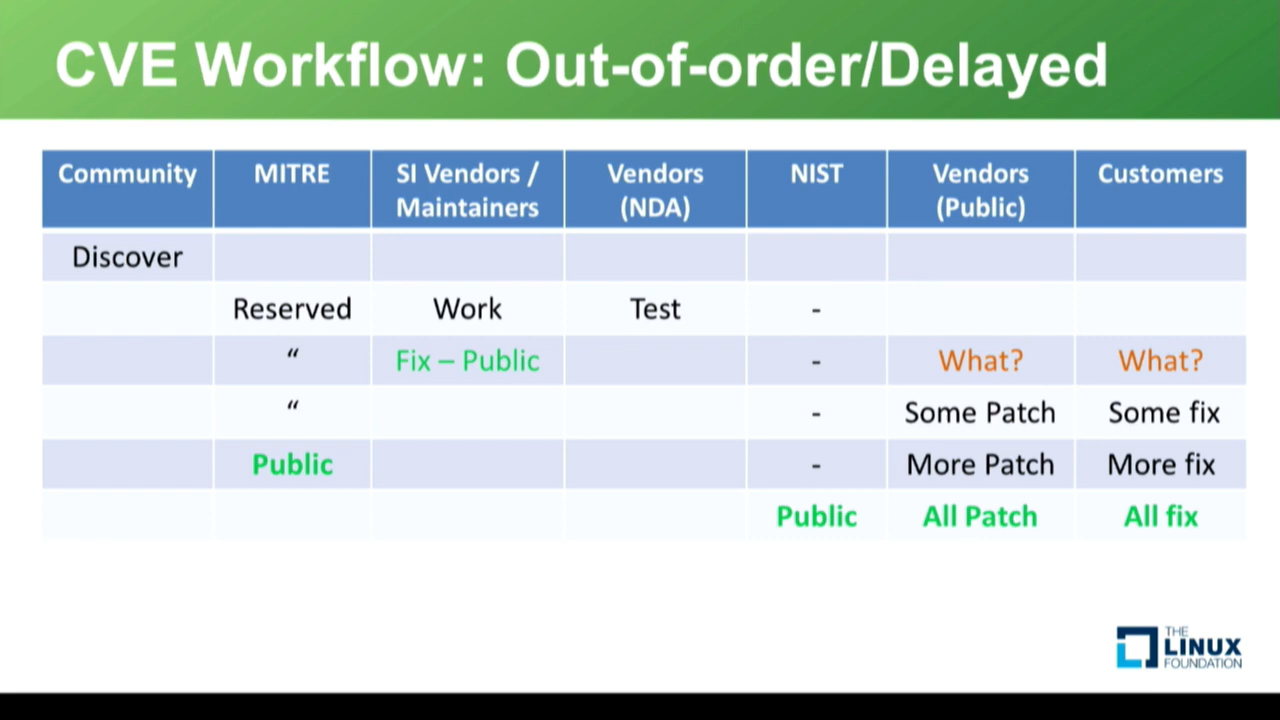 CVE Workflow: Out-of-order/Delayed
Community MITRE SI Vendors / Maintainers Vendors (NDA) NIST Vendors (Public) Customers
Discover
Reserved Work Test -
“ Fix – Public - What? What?
“ - Some Patch Some fix
Public - More Patch More fix
Public All Patch All fix
THE
LINUX
FOUNDATION